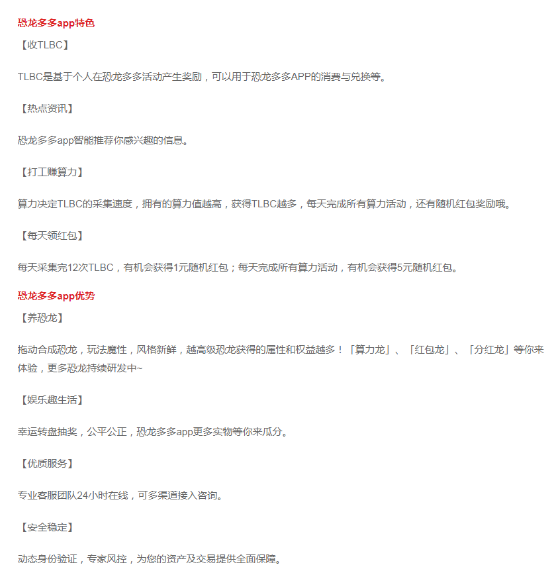 恐龙多多app特色
【收TLBC】
TLBC是基于个人在恐龙多多活动产生奖励，可以用于恐龙多多APP的消费与兑换等。
【热点资讯】
恐龙多多app智能推荐你感兴趣的信息。
【打工赚算力】
算力决定TLBC的采集速度，拥有的算力值越高，获得TLBC越多，每天完成所有算力活动，还有随机红包奖励哦。
【每天领红包】
每天采集完12次TLBC，有机会获得1元随机红包；每天完成所有算力活动，有机会获得5元随机红包。
恐龙多多app优势
【养恐龙】
拖动合成恐龙，玩法魔性，风格新鲜，越高级恐龙获得的属性和权益越多！「算力龙」、「红包龙」、「分红龙」等你来
体验，更多恐龙持续研发中~
【娱乐趣生活】
幸运转盘抽奖，公平公正，恐龙多多app更多实物等你来瓜分。
【优质服务】
专业客服团队24小时在线，可多渠道接入咨询。
【安全稳定】
动态身份验证，专家风控，为您的资产及交易提供全面保障。